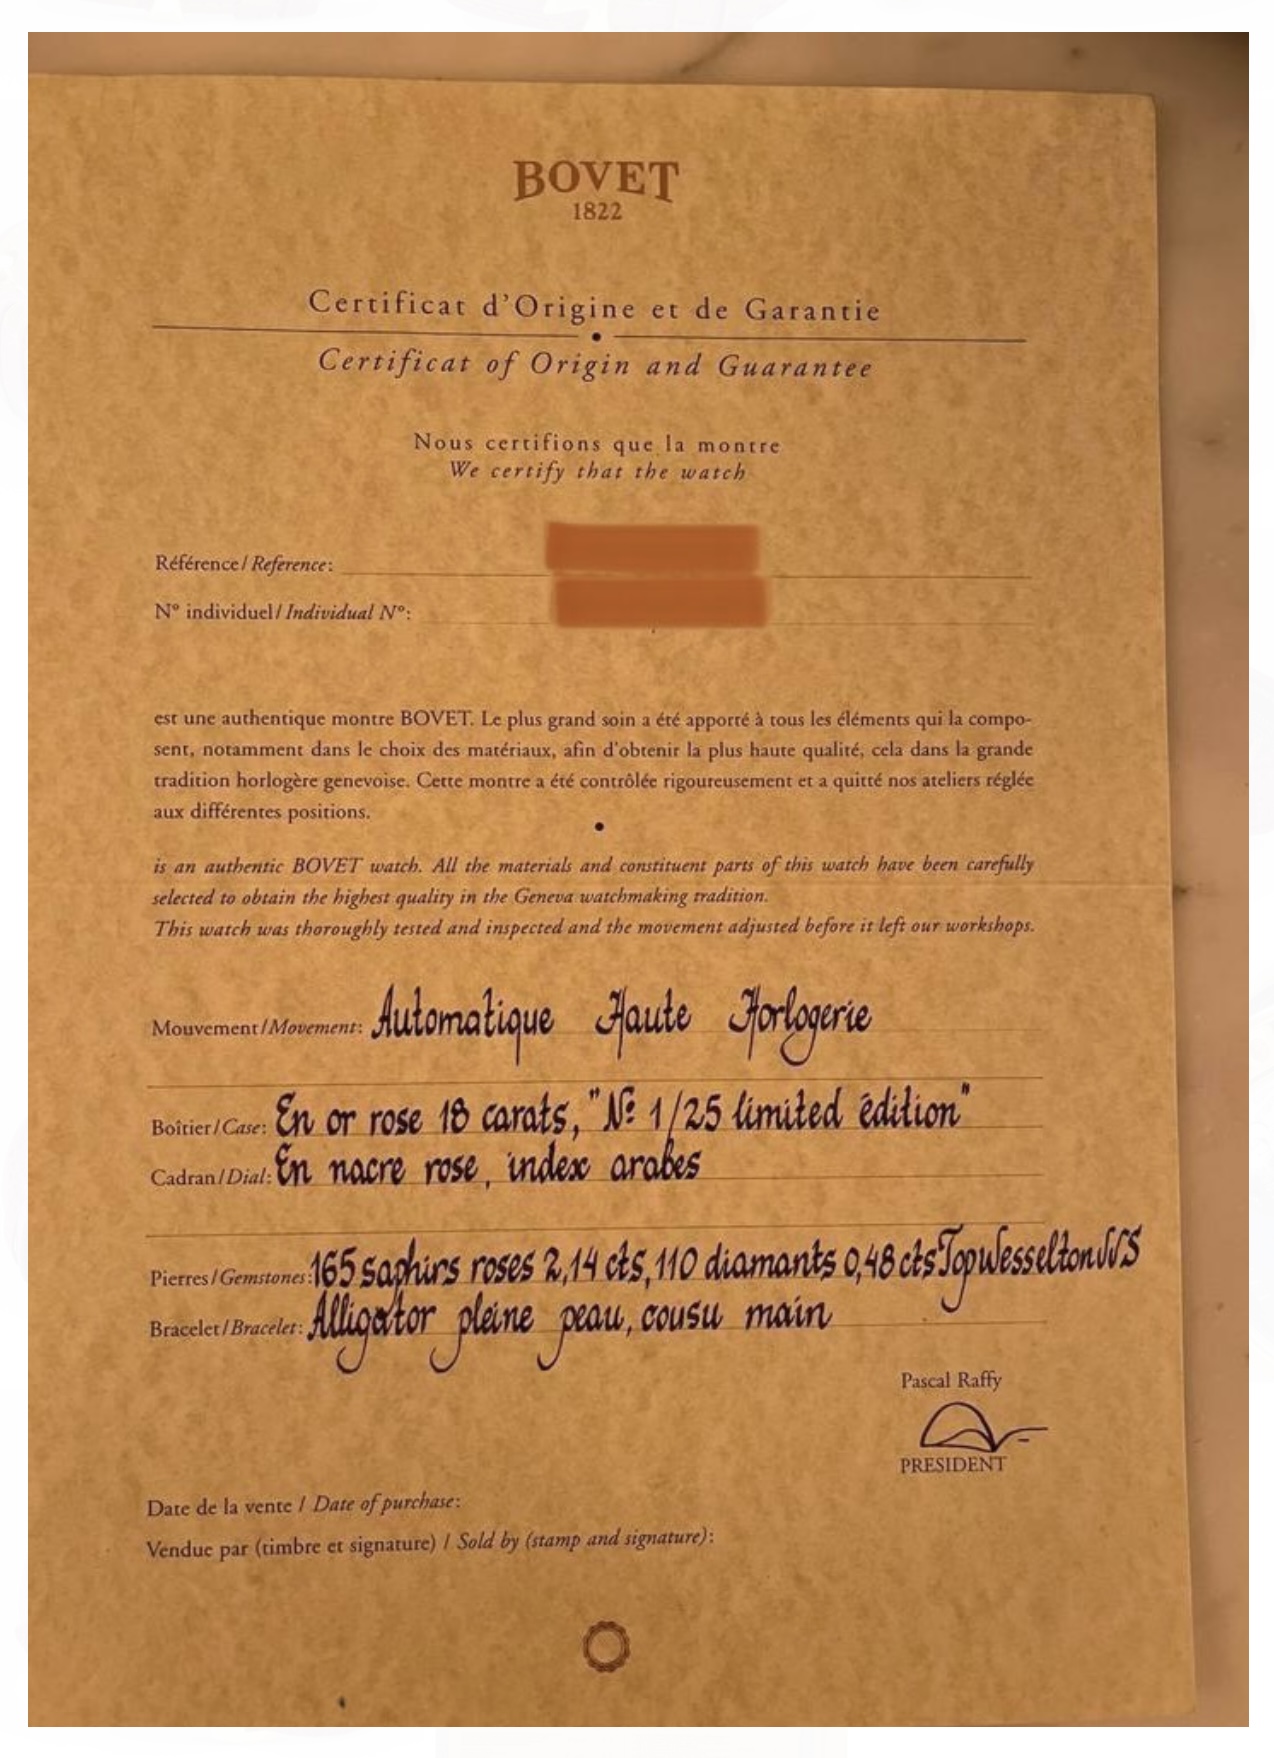 BOVET
1822
Certificat d'Origine et de Garantie
Certificat of Origin and Guarantee
Nous certifions que la montre
We certify that the watch
Référence / Reference:
N° individuel / Individual N°:
est une authentique montre BOVET. Le plus grand soin a été apporté à tous les éléments qui la compo-
sent, notamment dans le choix des matériaux, afin d'obtenir la plus haute qualité, cela dans la grande
tradition horlogère genevoise. Cette montre a été contrôlée rigoureusement et a quitté nos ateliers réglée
aux différentes positions.
is an authentic BOVET watch. All the materials and constituent parts of this watch have been carefully
selected to obtain the highest quality in the Geneva watchmaking tradition.
This watch was thoroughly tested and inspected and the movement adjusted before it left our workshops.
Mouvement / Movement: Automatique Haute Horlogerie
Boîtier / Case: En or rose 18 carats, "N° 1/25 limited édition"
Cadran / Dial: En nacre rose, index arabes
Pierres / Gemstones: 165 saphirs roses 2,14 cts, 110 diamants 0,48 cts Top Wesselton VVS
Bracelet / Bracelet: Alligator pleine peau, cousu main
Pascal Raffy
PRESIDENT
Date de la vente / Date of purchase:
Vendue par (timbre et signature) / Sold by (stamp and signature):